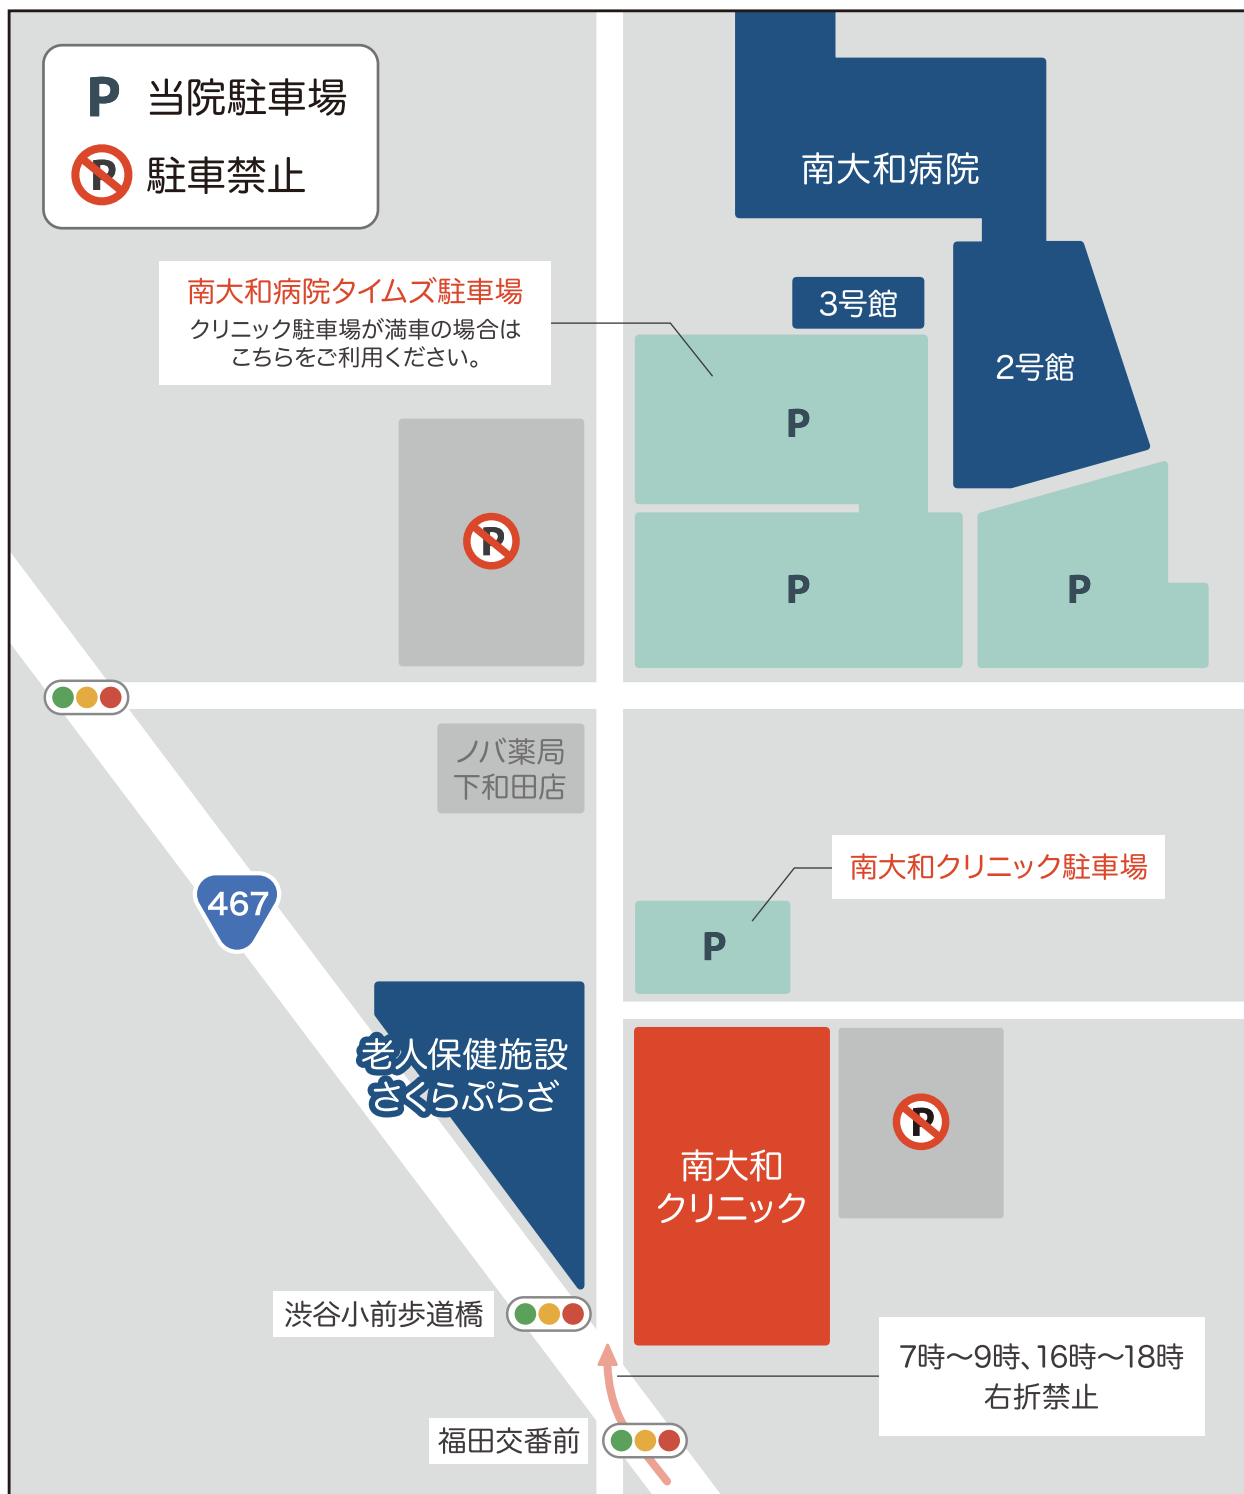 P 当院駐車場
P 駐車禁止
南大和病院
南大和病院タイムズ駐車場
クリニック駐車場が満車の場合は
こちらをご利用ください。
3号館
2号館
P
P
P
P
ノバ薬局
下和田店
467
南大和クリニック駐車場
P
老人保健施設
さくらぷらざ
南大和
クリニック
P
渋谷小前歩道橋
7時〜9時、16時〜18時
右折禁止
福田交番前